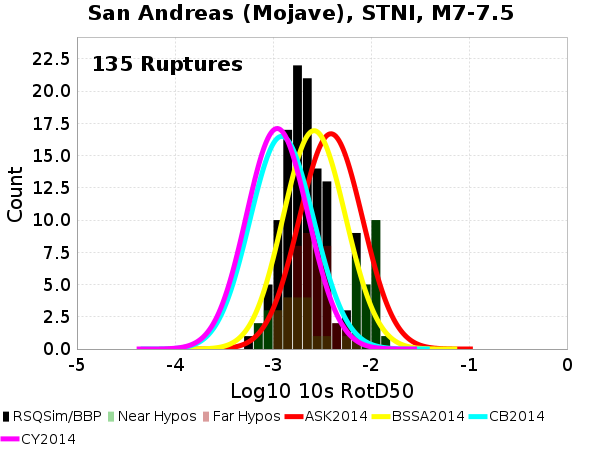 San Andreas (Mojave), STNI, M7-7.5
135 Ruptures
Count
22.5
20.0
17.5
15.0
12.5
10.0
7.5
5.0
2.5
0.0
-5 -4 -3 -2 -1 0
Log10 10s RotD50
RSQSim/BBP Near Hypos Far Hypos ASK2014 BSSA2014 CB2014
CY2014